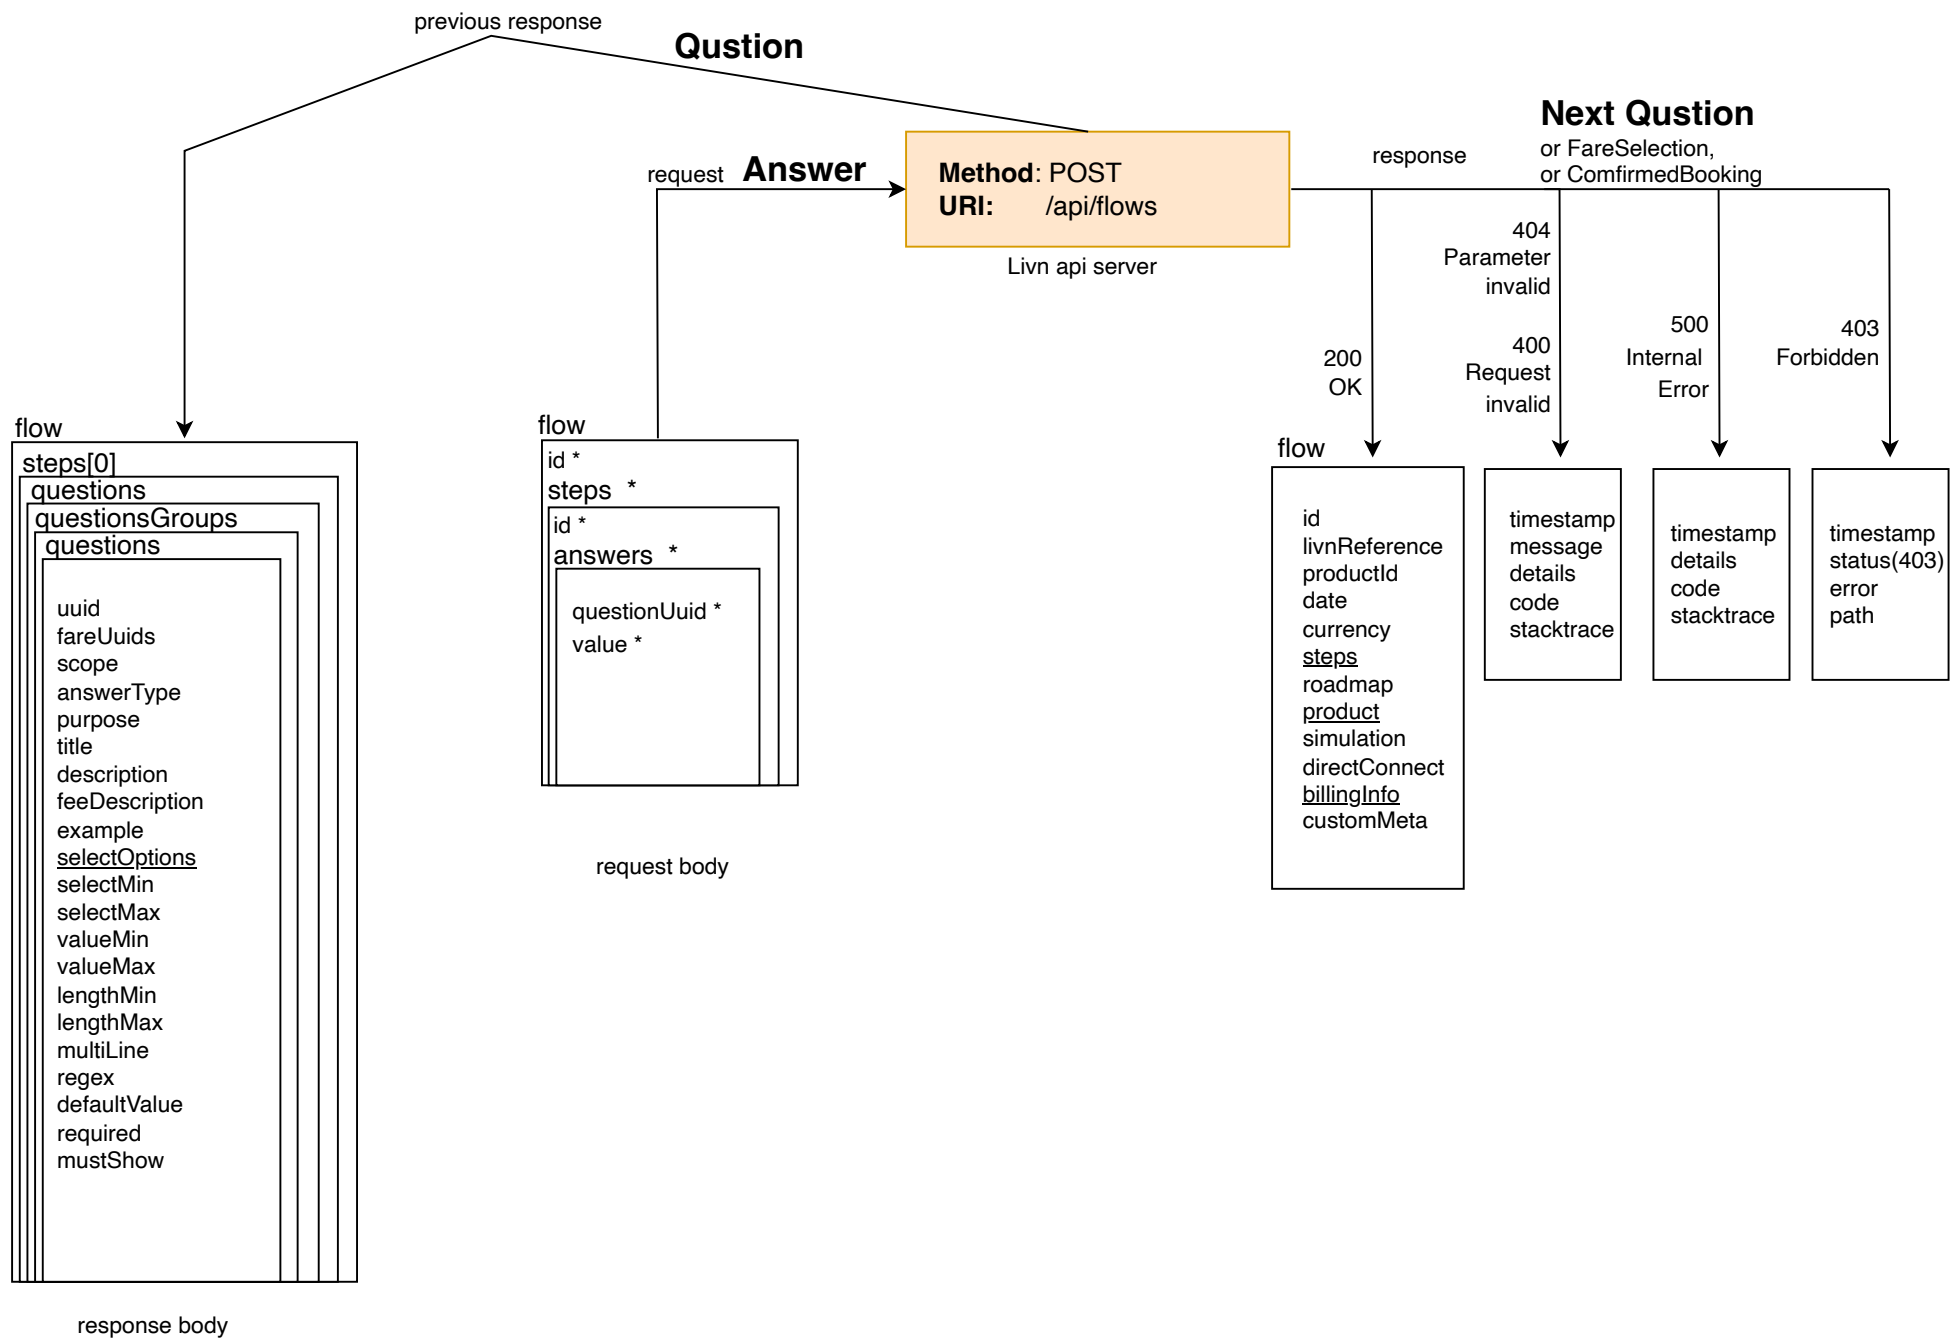 previous response
Qustion
Next Qustion
or FareSelection,
or ComfirmedBooking
response
request
Answer
Method: POST
URI: /api/flows
Livn api server
404
Parameter
invalid
400
Request
invalid
500
Internal
Error
403
Forbidden
200
OK
flow
steps[0]
questions
questionsGroups
questions
uuid
fareUuids
scope
answerType
purpose
title
description
feeDescription
example
selectOptions
selectMin
selectMax
valueMin
valueMax
lengthMin
lengthMax
multiLine
regex
defaultValue
required
mustShow
response body
flow
id *
steps *
id *
answers *
questionUuid *
value *
request body
flow
id
livnReference
productId
date
currency
steps
roadmap
product
simulation
directConnect
billingInfo
customMeta
timestamp
message
details
code
stacktrace
timestamp
details
code
stacktrace
timestamp
status(403)
error
path